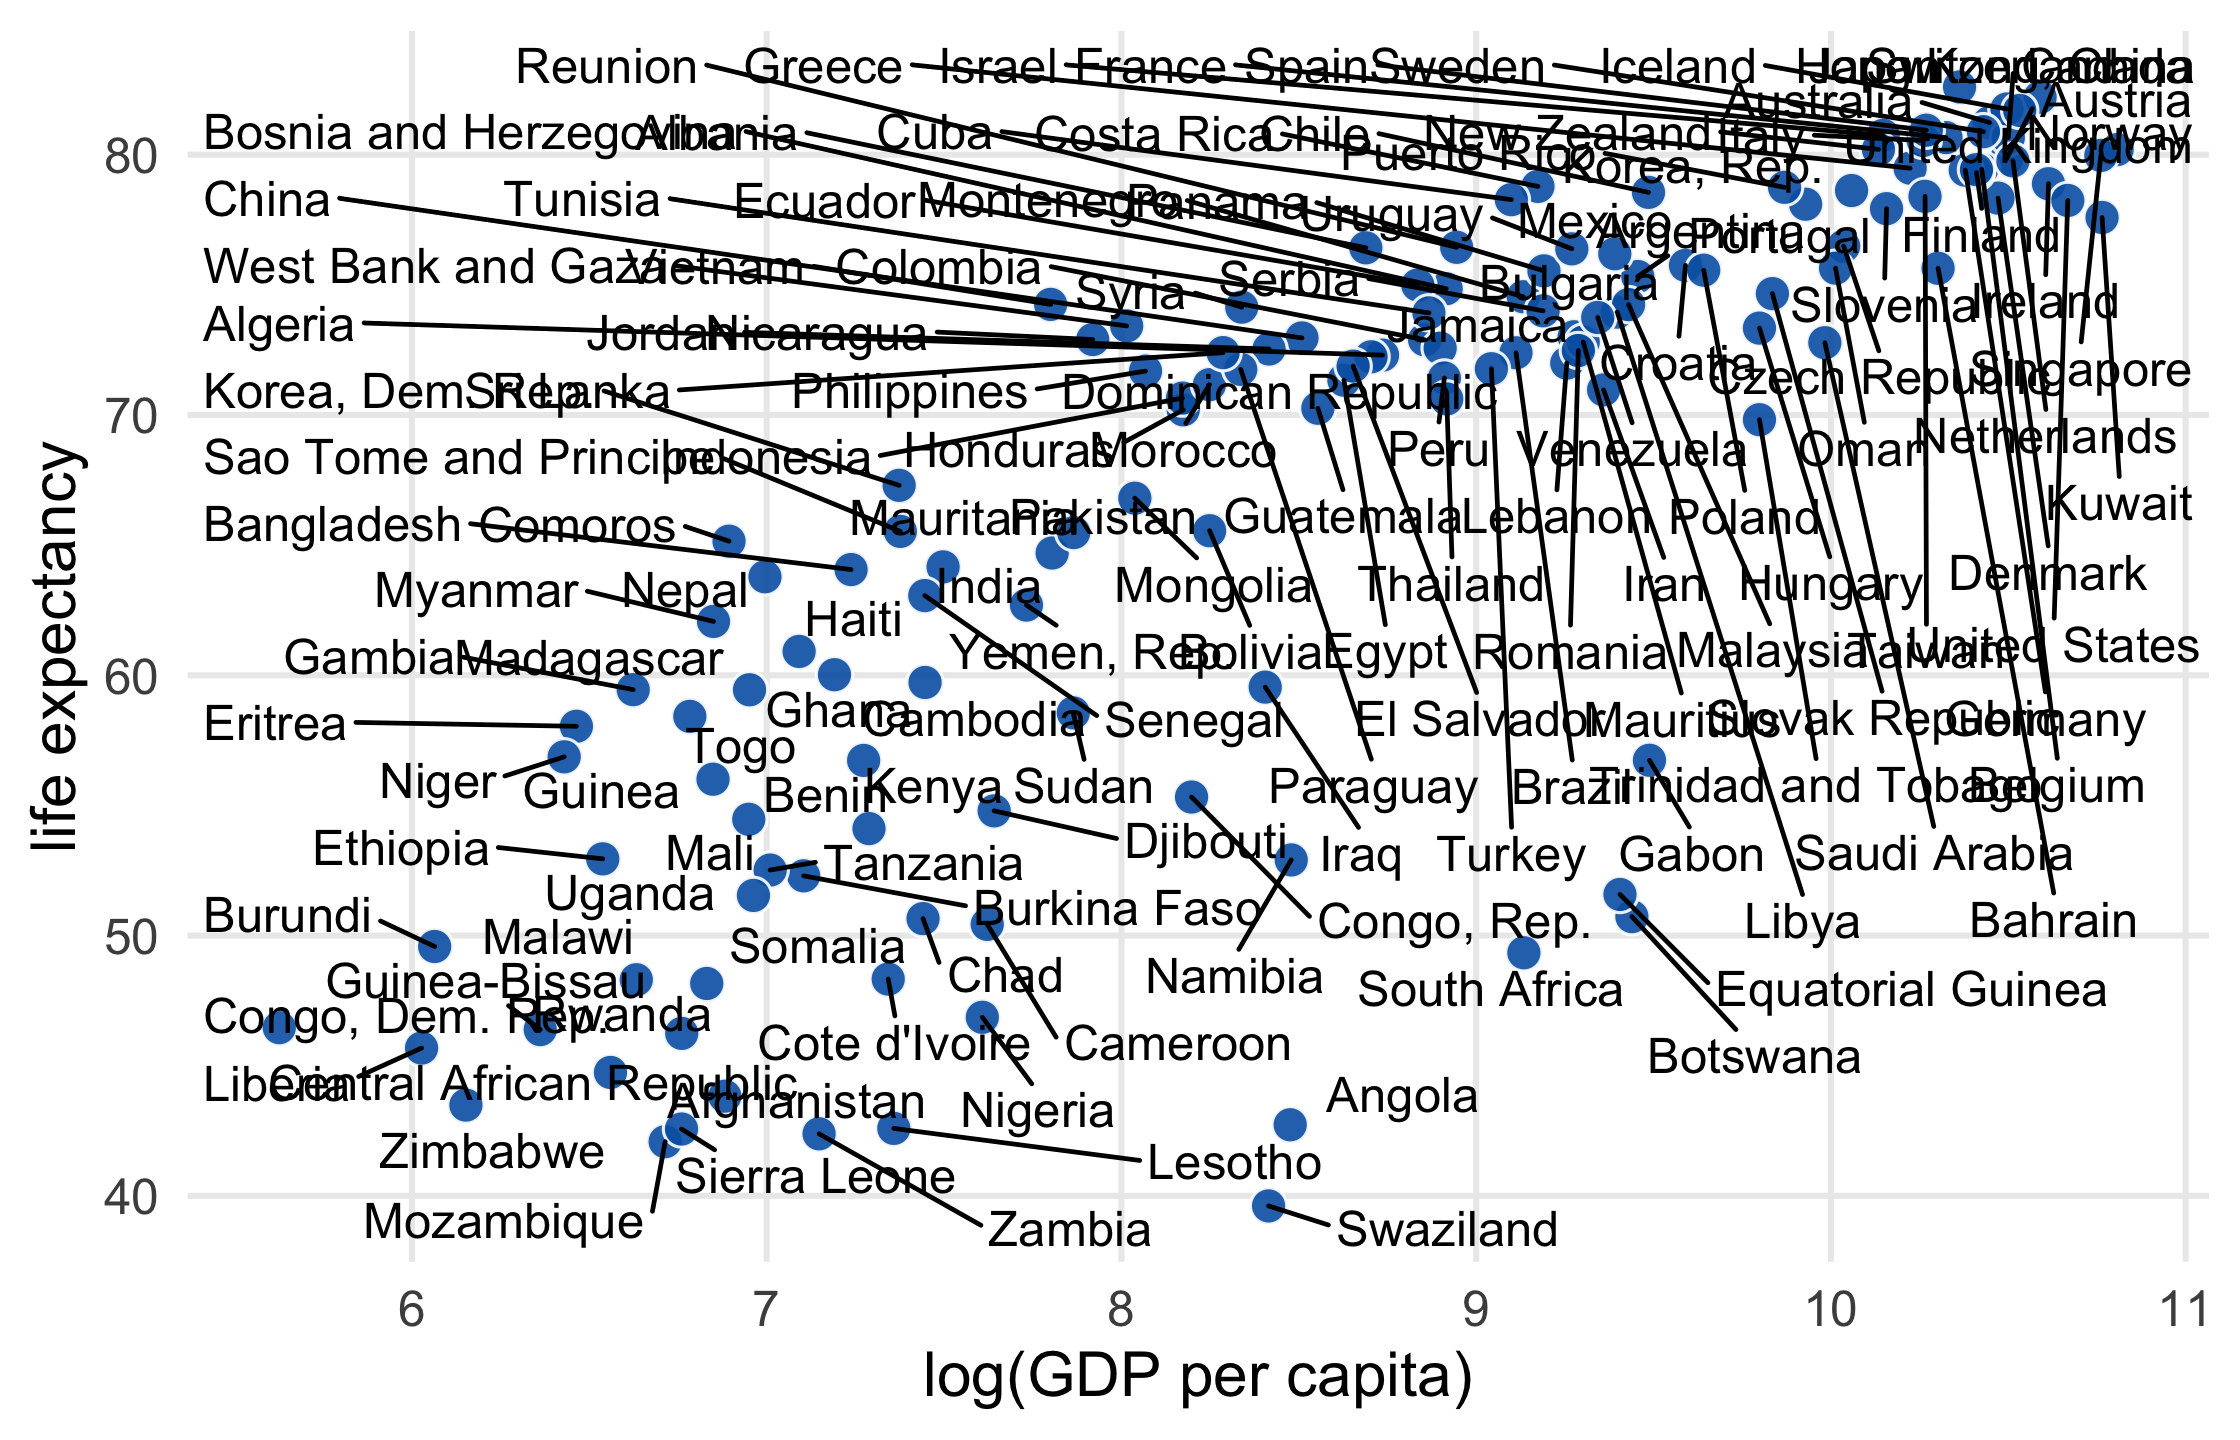 Reunion Greece Israel France Spain Sweden Iceland Hong Kong, China Japan Switzerland Canada
Australia Austria
Bosnia and Herzegovina Albania Cuba Costa Rica Chile New Zealand Italy Norway
Puerto Rico Korea, Rep. United Kingdom
China Tunisia Ecuador Montenegro Panama Uruguay Mexico Argentina Portugal Finland
West Bank and Gaza Vietnam Colombia Syria Serbia Bulgaria Slovenia Ireland
Algeria Jordan Nicaragua Jamaica Croatia Czech Republic Singapore
Korea, Dem. Rep. Sri Lanka Philippines Dominican Republic
Sao Tome and Principe Indonesia Honduras Morocco Peru Venezuela Oman Netherlands
Bangladesh Comoros Mauritania Pakistan Guatemala Lebanon Poland Kuwait
Myanmar Nepal India Mongolia Thailand Iran Hungary Denmark
Haiti
Gambia Madagascar Yemen, Rep. Bolivia Egypt Romania Malaysia Taiwan United States
Eritrea Ghana Cambodia Senegal El Salvador Mauritius Slovak Republic Germany
Togo
Niger Guinea Benin Kenya Sudan Paraguay Brazil Trinidad and Tobago Belgium
Ethiopia Mali Tanzania Djibouti Iraq Turkey Gabon Saudi Arabia
Burundi Uganda Burkina Faso Congo, Rep. Libya Bahrain
Malawi Somalia Chad Namibia South Africa Equatorial Guinea
Guinea-Bissau
Congo, Dem. Rep. Rwanda Cote d'Ivoire Cameroon Botswana
Liberia Central African Republic Afghanistan Nigeria Angola
Zimbabwe Sierra Leone Lesotho
Mozambique Zambia Swaziland
80
70
60
50
40
life expectancy
6 7 8 9 10 11
log(GDP per capita)